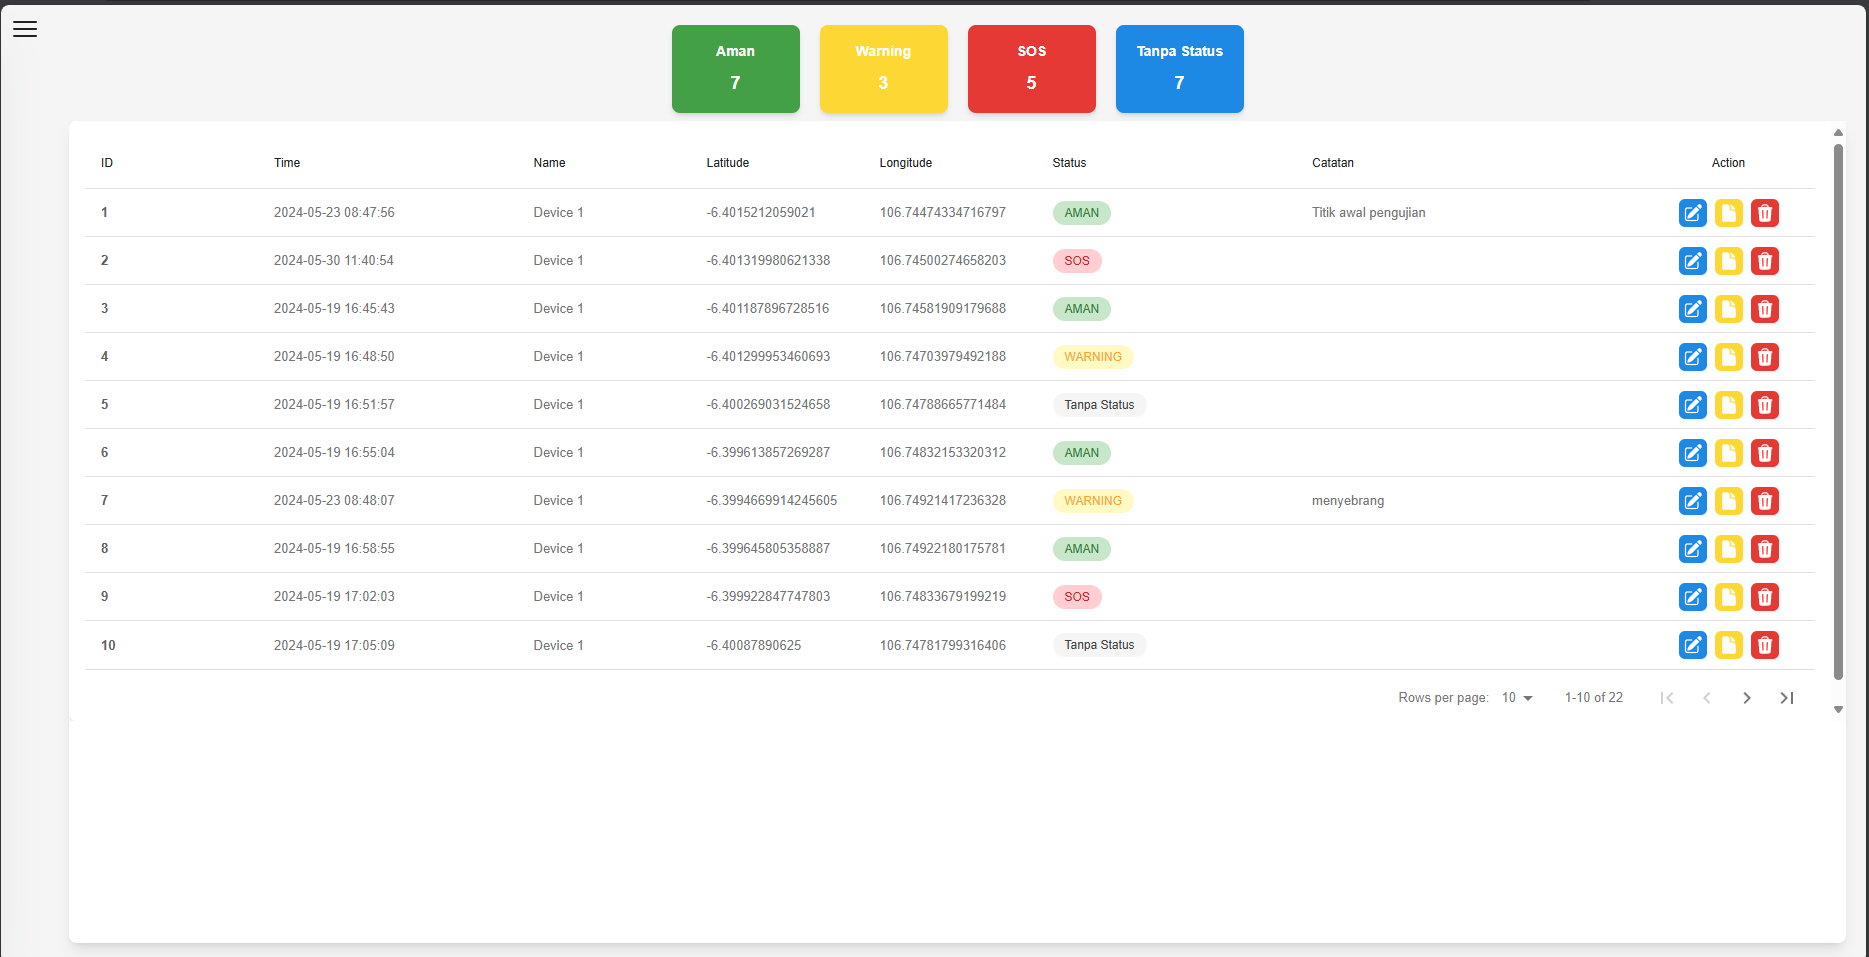 Aman Warning SOS Tanpa Status
7 3 5 7
ID Time Name Latitude Longitude Status Catatan Action
1 2024-05-23 08:47:56 Device 1 -6.4015212059021 106.74474334716797 AMAN Titik awal pengujian
2 2024-05-30 11:40:54 Device 1 -6.401319980621338 106.74500274658203 SOS
3 2024-05-19 16:45:43 Device 1 -6.401187896728516 106.74581909179688 AMAN
4 2024-05-19 16:48:50 Device 1 -6.401299953460693 106.74703979492188 WARNING
5 2024-05-19 16:51:57 Device 1 -6.400269031524658 106.74788665771484 Tanpa Status
6 2024-05-19 16:55:04 Device 1 -6.399613857269287 106.74832153320312 AMAN
7 2024-05-23 08:48:07 Device 1 -6.3994669914245605 106.74921417236328 WARNING menyebrang
8 2024-05-19 16:58:55 Device 1 -6.399645805358887 106.74922180175781 AMAN
9 2024-05-19 17:02:03 Device 1 -6.399922847747803 106.74833679199219 SOS
10 2024-05-19 17:05:09 Device 1 -6.40087890625 106.74781799316406 Tanpa Status
Rows per page: 10 1-10 of 22